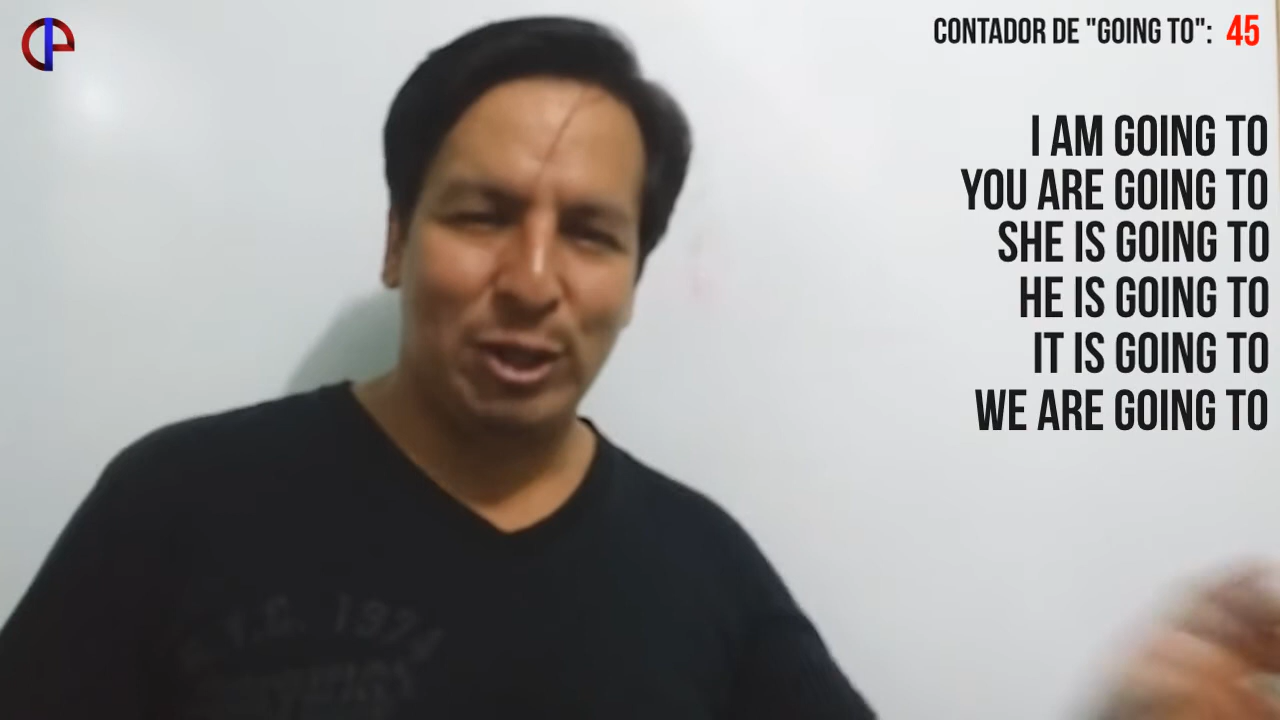 CONTADOR DE "GOING TO": 45
I AM GOING TO
YOU ARE GOING TO
SHE IS GOING TO
HE IS GOING TO
IT IS GOING TO
WE ARE GOING TO
1974